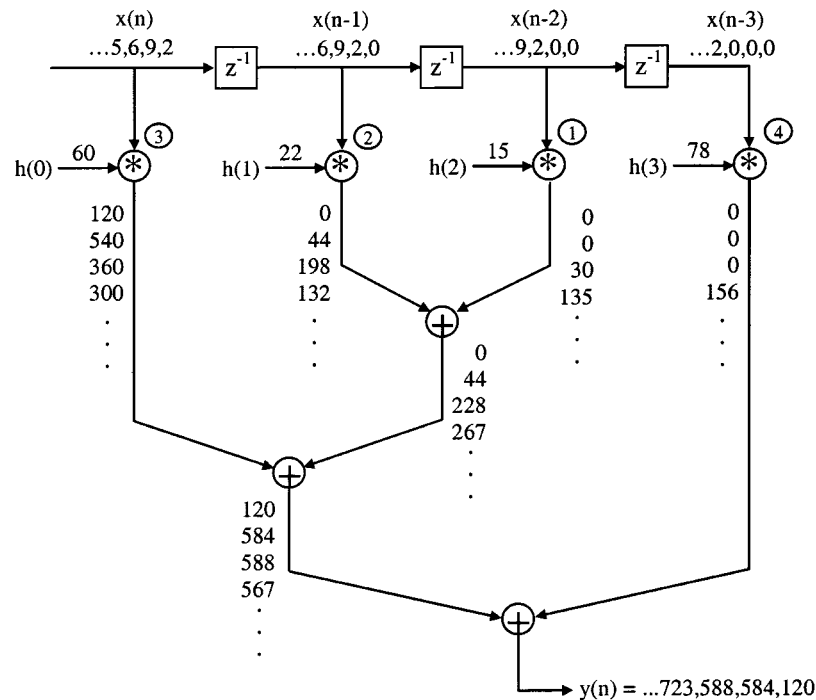 x(n) x(n-1) x(n-2) x(n-3)
...5,6,9,2 ...6,9,2,0 ...9,2,0,0 ...2,0,0,0
z-1 z-1 z-1
3 2 1 4
h(0) 60 * h(1) 22 * h(2) 15 * h(3) 78 *
120 0 0 0
540 44 0 0
360 198 30 0
300 132 135 156
+
0
44
228
267
+
120
584
588
567
+
y(n) = ...723,588,584,120